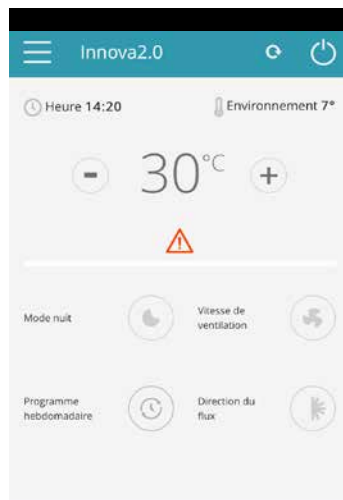 Innova2.0
Heure 14:20 Environnement 7°
- 30°C +
Mode nuit
Vitesse de
ventilation
Programme
hebdomadaire
Direction du
flux